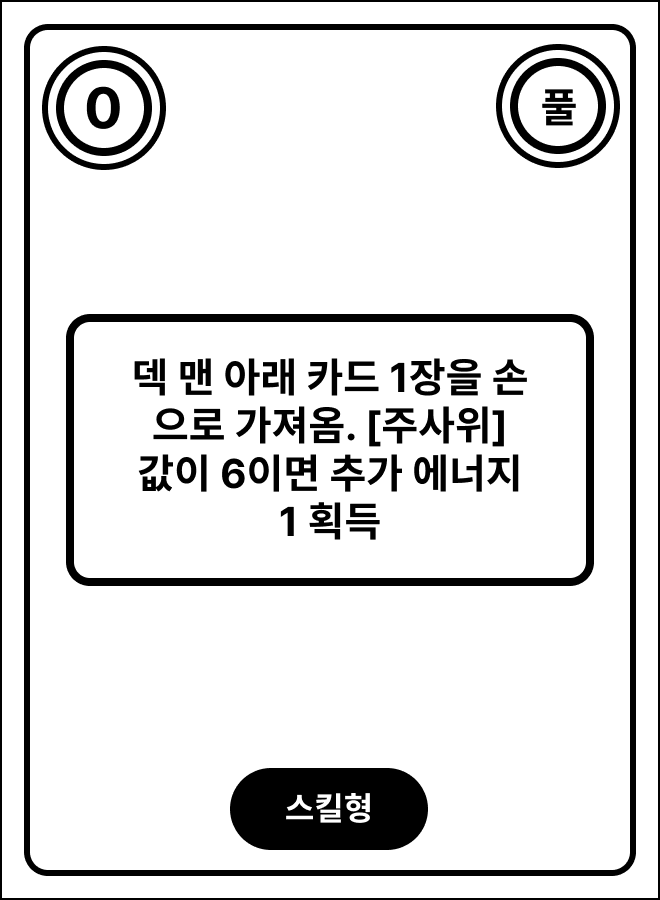 0
풀
덱 맨 아래 카드 1장을 손
으로 가져옴. [주사위]
값이 6이면 추가 에너지
1 획득
스킬형